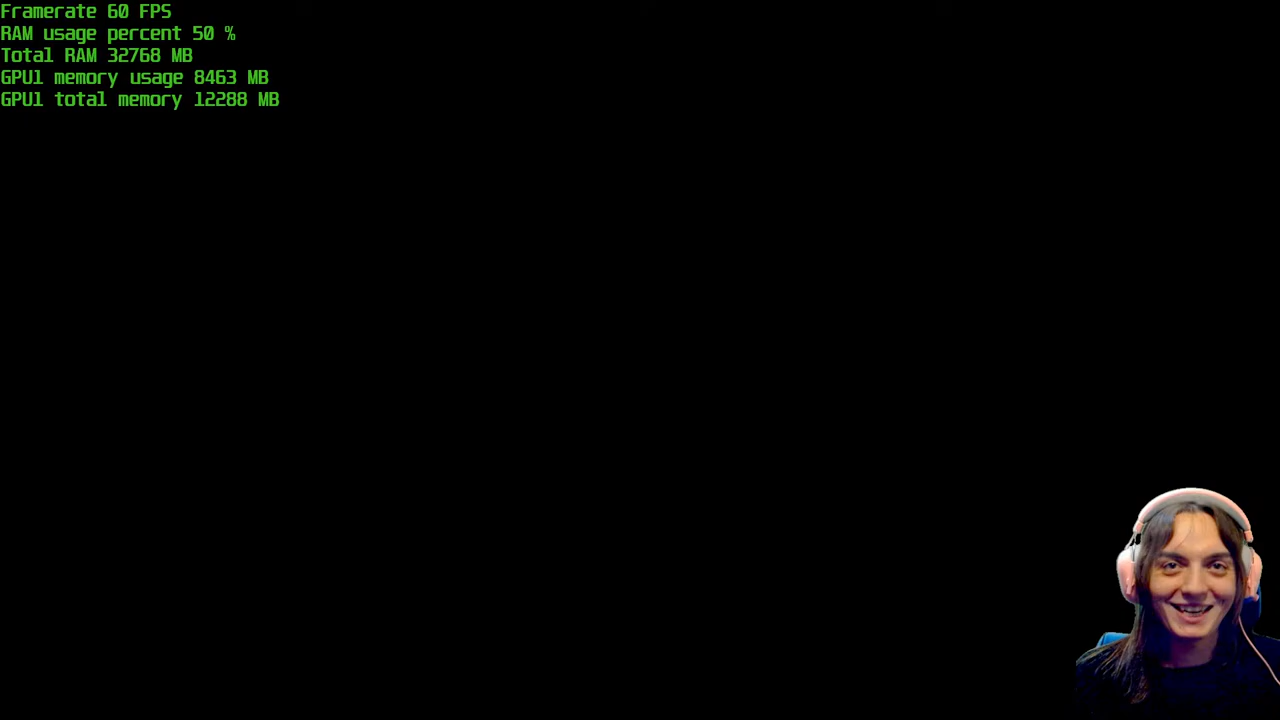 Framerate 60 FPS
RAM usage percent 50 %
Total RAM 32768 MB
GPU1 memory usage 8463 MB
GPU1 total memory 12288 MB